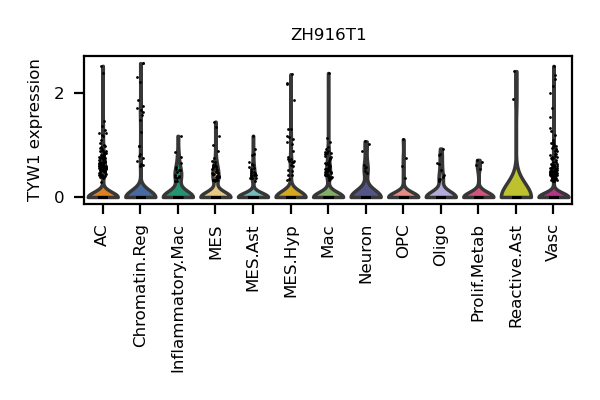 ZH916T1
TYW1 expression
2
0
AC
Chromatin.Reg
Inflammatory.Mac
MES
MES.Ast
MES.Hyp
Mac
Neuron
OPC
Oligo
Prolif.Metab
Reactive.Ast
Vasc